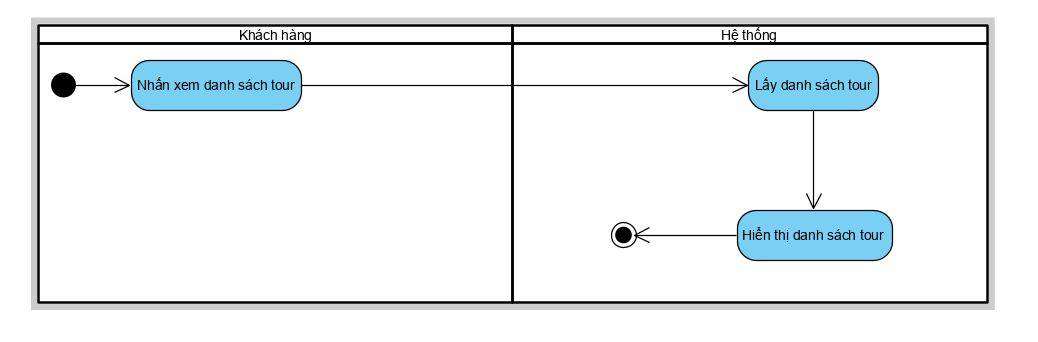 Khách hàng
Hệ thống
Nhấn xem danh sách tour
Lấy danh sách tour
Hiển thị danh sách tour